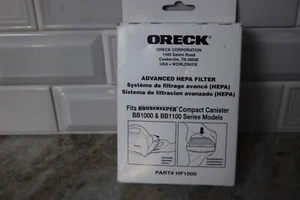 ORECK
ORECK CORPORATION
1400 Salem Road
Cookeville, TN 38506
USA • WORLDWIDE
ADVANCED HEPA FILTER
Système de filtrage avancé (HEPA)
Sistema de filtracion avanzado (HEPA)
Fits HOUSEKEEPER Compact Canister
BB1000 & BB1100 Series Models
PART# HF1000